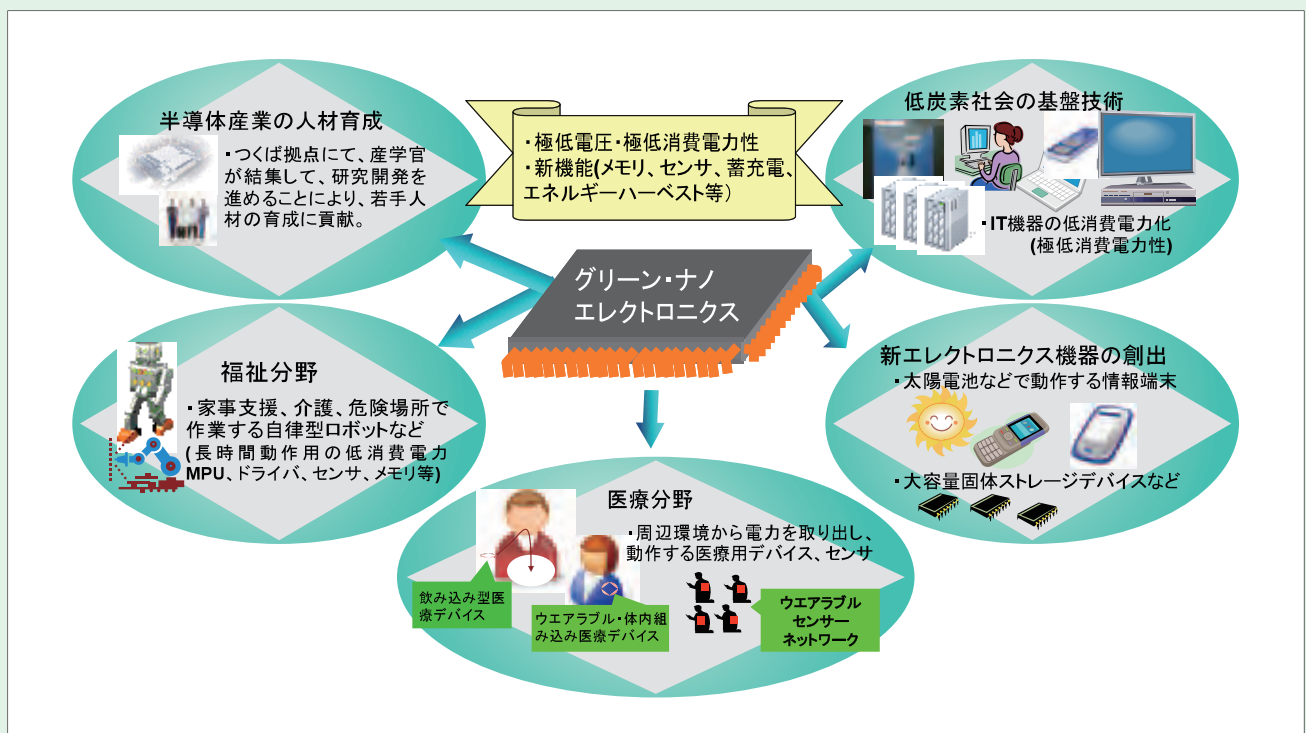 半導体産業の人材育成
・つくば拠点にて、産学官
が結集して、研究開発を
進めることにより、若手人
材の育成に貢献。
・極低電圧・極低消費電力性
・新機能(メモリ、センサ、蓄充電、
エネルギーハーベスト等）
低炭素社会の基盤技術
・IT機器の低消費電力化
(極低消費電力性)
グリーン・ナノ
エレクトロニクス
福祉分野
・家事支援、介護、危険場所で
作業する自律型ロボットなど
(長時間動作用の低消費電力
MPU、ドライバ、センサ、メモリ等)
新エレクトロニクス機器の創出
・太陽電池などで動作する情報端末
・大容量固体ストレージデバイスなど
医療分野
・周辺環境から電力を取り出し、
動作する医療用デバイス、センサ
飲み込み型医
療デバイス
ウエアラブル・体内組
み込み医療デバイス
ウエアラブル
センサー
ネットワーク